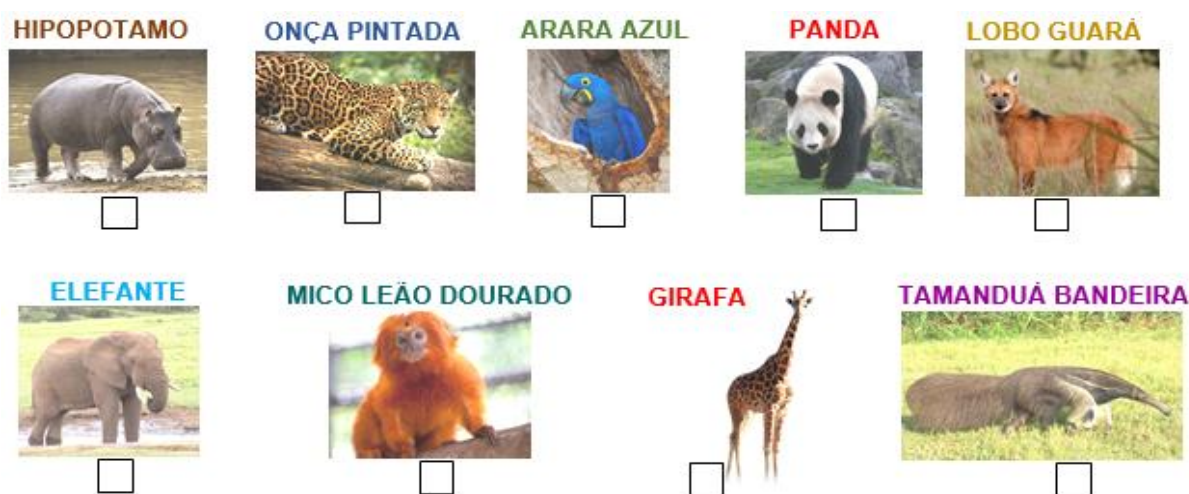 HIPOPOTAMO
ONÇA PINTADA
ARARA AZUL
PANDA
LOBO GUARÁ
ELEFANTE
MICO LEÃO DOURADO
GIRAFA
TAMANDUÁ BANDEIRA